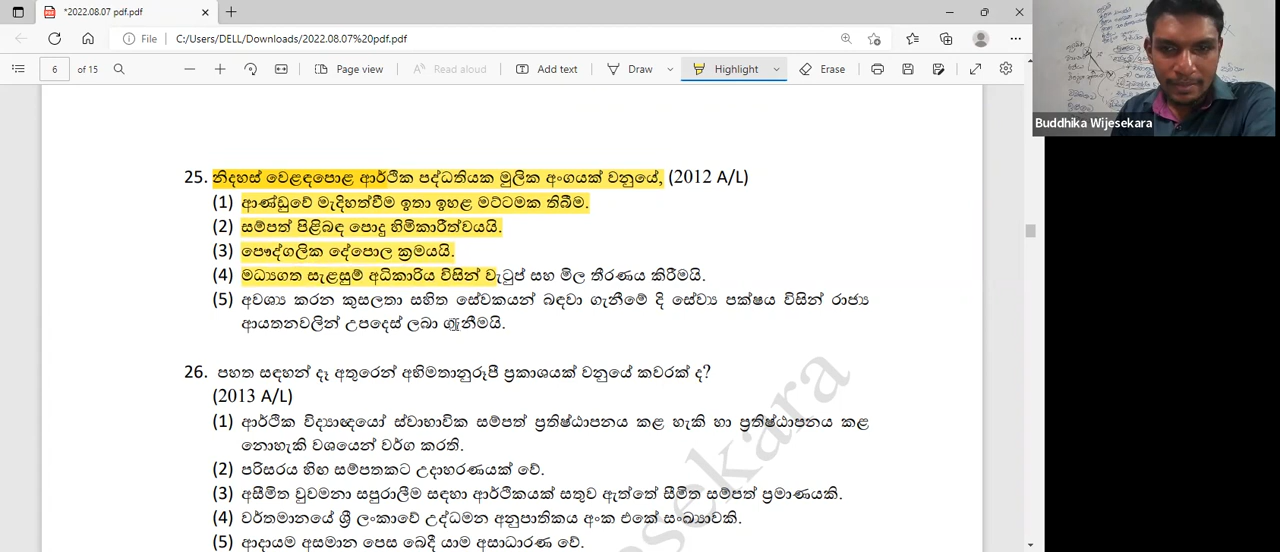 *2022.08.07 pdf.pdf
File
C:/Users/DELL/Downloads/2022.08.07%20pdf.pdf
6 of 15
Page view
Read aloud
Add text
Draw
Highlight
Erase
Buddhika Wijesekara
25. නිදහස් වෙළඳපොළ ආර්ථික පද්ධතියක මුලික අංගයක් වනුයේ, (2012 A/L)
(1) ආණ්ඩුවේ මැදිහත්වීම ඉතා ඉහළ මට්ටමක තිබීම.
(2) සම්පත් පිළිබඳ පොදු හිමිකාරීත්වයයි.
(3) පෞද්ගලික දේපොල ක්‍රමයයි.
(4) මධ්‍යගත සැළසුම් අධිකාරිය විසින් වැටුප් සහ මිල තීරණය කිරීමයි.
(5) අවශ්‍ය කරන කුසලතා සහිත සේවකයන් බඳවා ගැනීමේ දි සේව්‍ය පක්ෂය විසින් රාජ්‍ය
ආයතනවලින් උපදෙස් ලබා ගැනීමයි.
26. පහත සඳහන් දෑ අතුරෙන් අභිමතානුරූපී ප්‍රකාශයක් වනුයේ කවරක් ද?
(2013 A/L)
(1) ආර්ථික විද්‍යාඥයෝ ස්වාභාවික සම්පත් ප්‍රතිෂ්ඨාපනය කළ හැකි හා ප්‍රතිෂ්ඨාපනය කළ
නොහැකි වශයෙන් වර්ග කරති.
(2) පරිසරය හිඟ සම්පතකට උදාහරණයක් වේ.
(3) අසීමිත වුවමනා සපුරාලීම සඳහා ආර්ථිකයක් සතුව ඇත්තේ සීමිත සම්පත් ප්‍රමාණයකි.
(4) වර්තමානයේ ශ්‍රී ලංකාවේ උද්ධමන අනුපාතිකය අංක එකේ සංඛ්‍යාවකි.
(5) ආදායම අසමාන පෙස බෙදී යාම අසාධාරණ වේ.